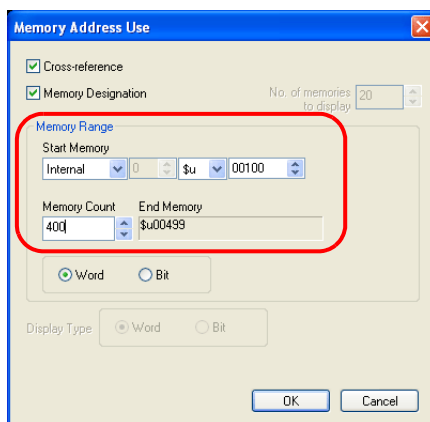 Memory Address Use
Cross-reference
Memory Designation
No. of memories to display 20
Memory Range
Start Memory
Internal 0 $u 00100
Memory Count End Memory
400 $u00499
Word Bit
Display Type Word Bit
OK Cancel